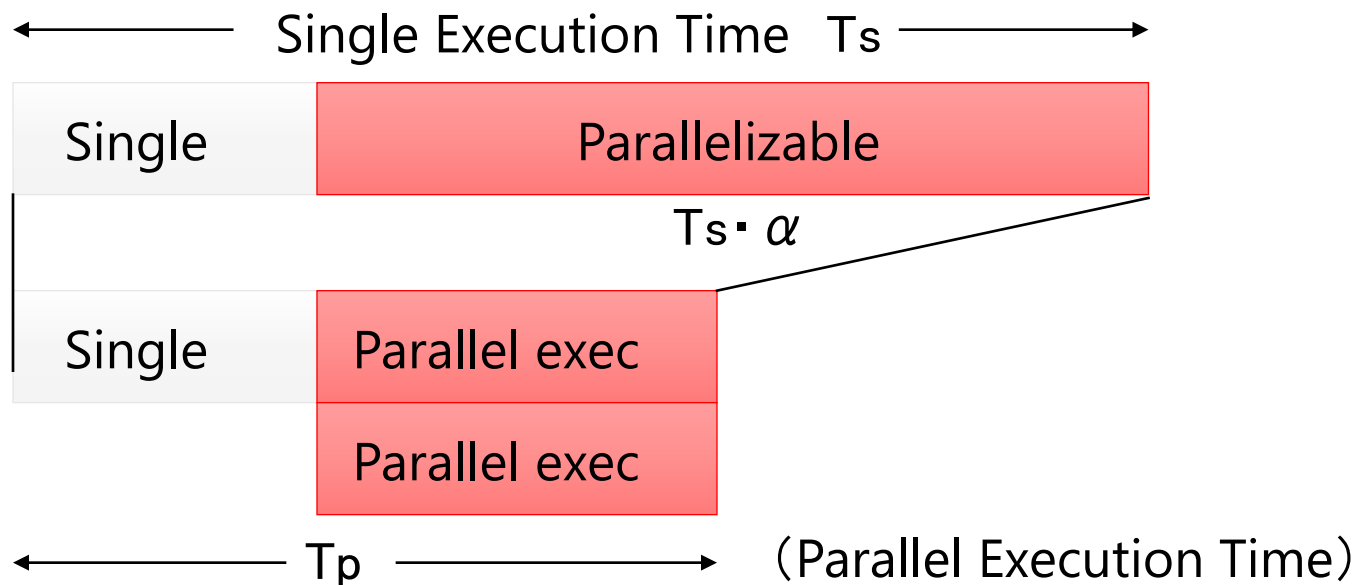 Single Execution Time Ts
Single
Parallelizable
Ts・α
Single
Parallel exec
Parallel exec
Tp
（Parallel Execution Time）